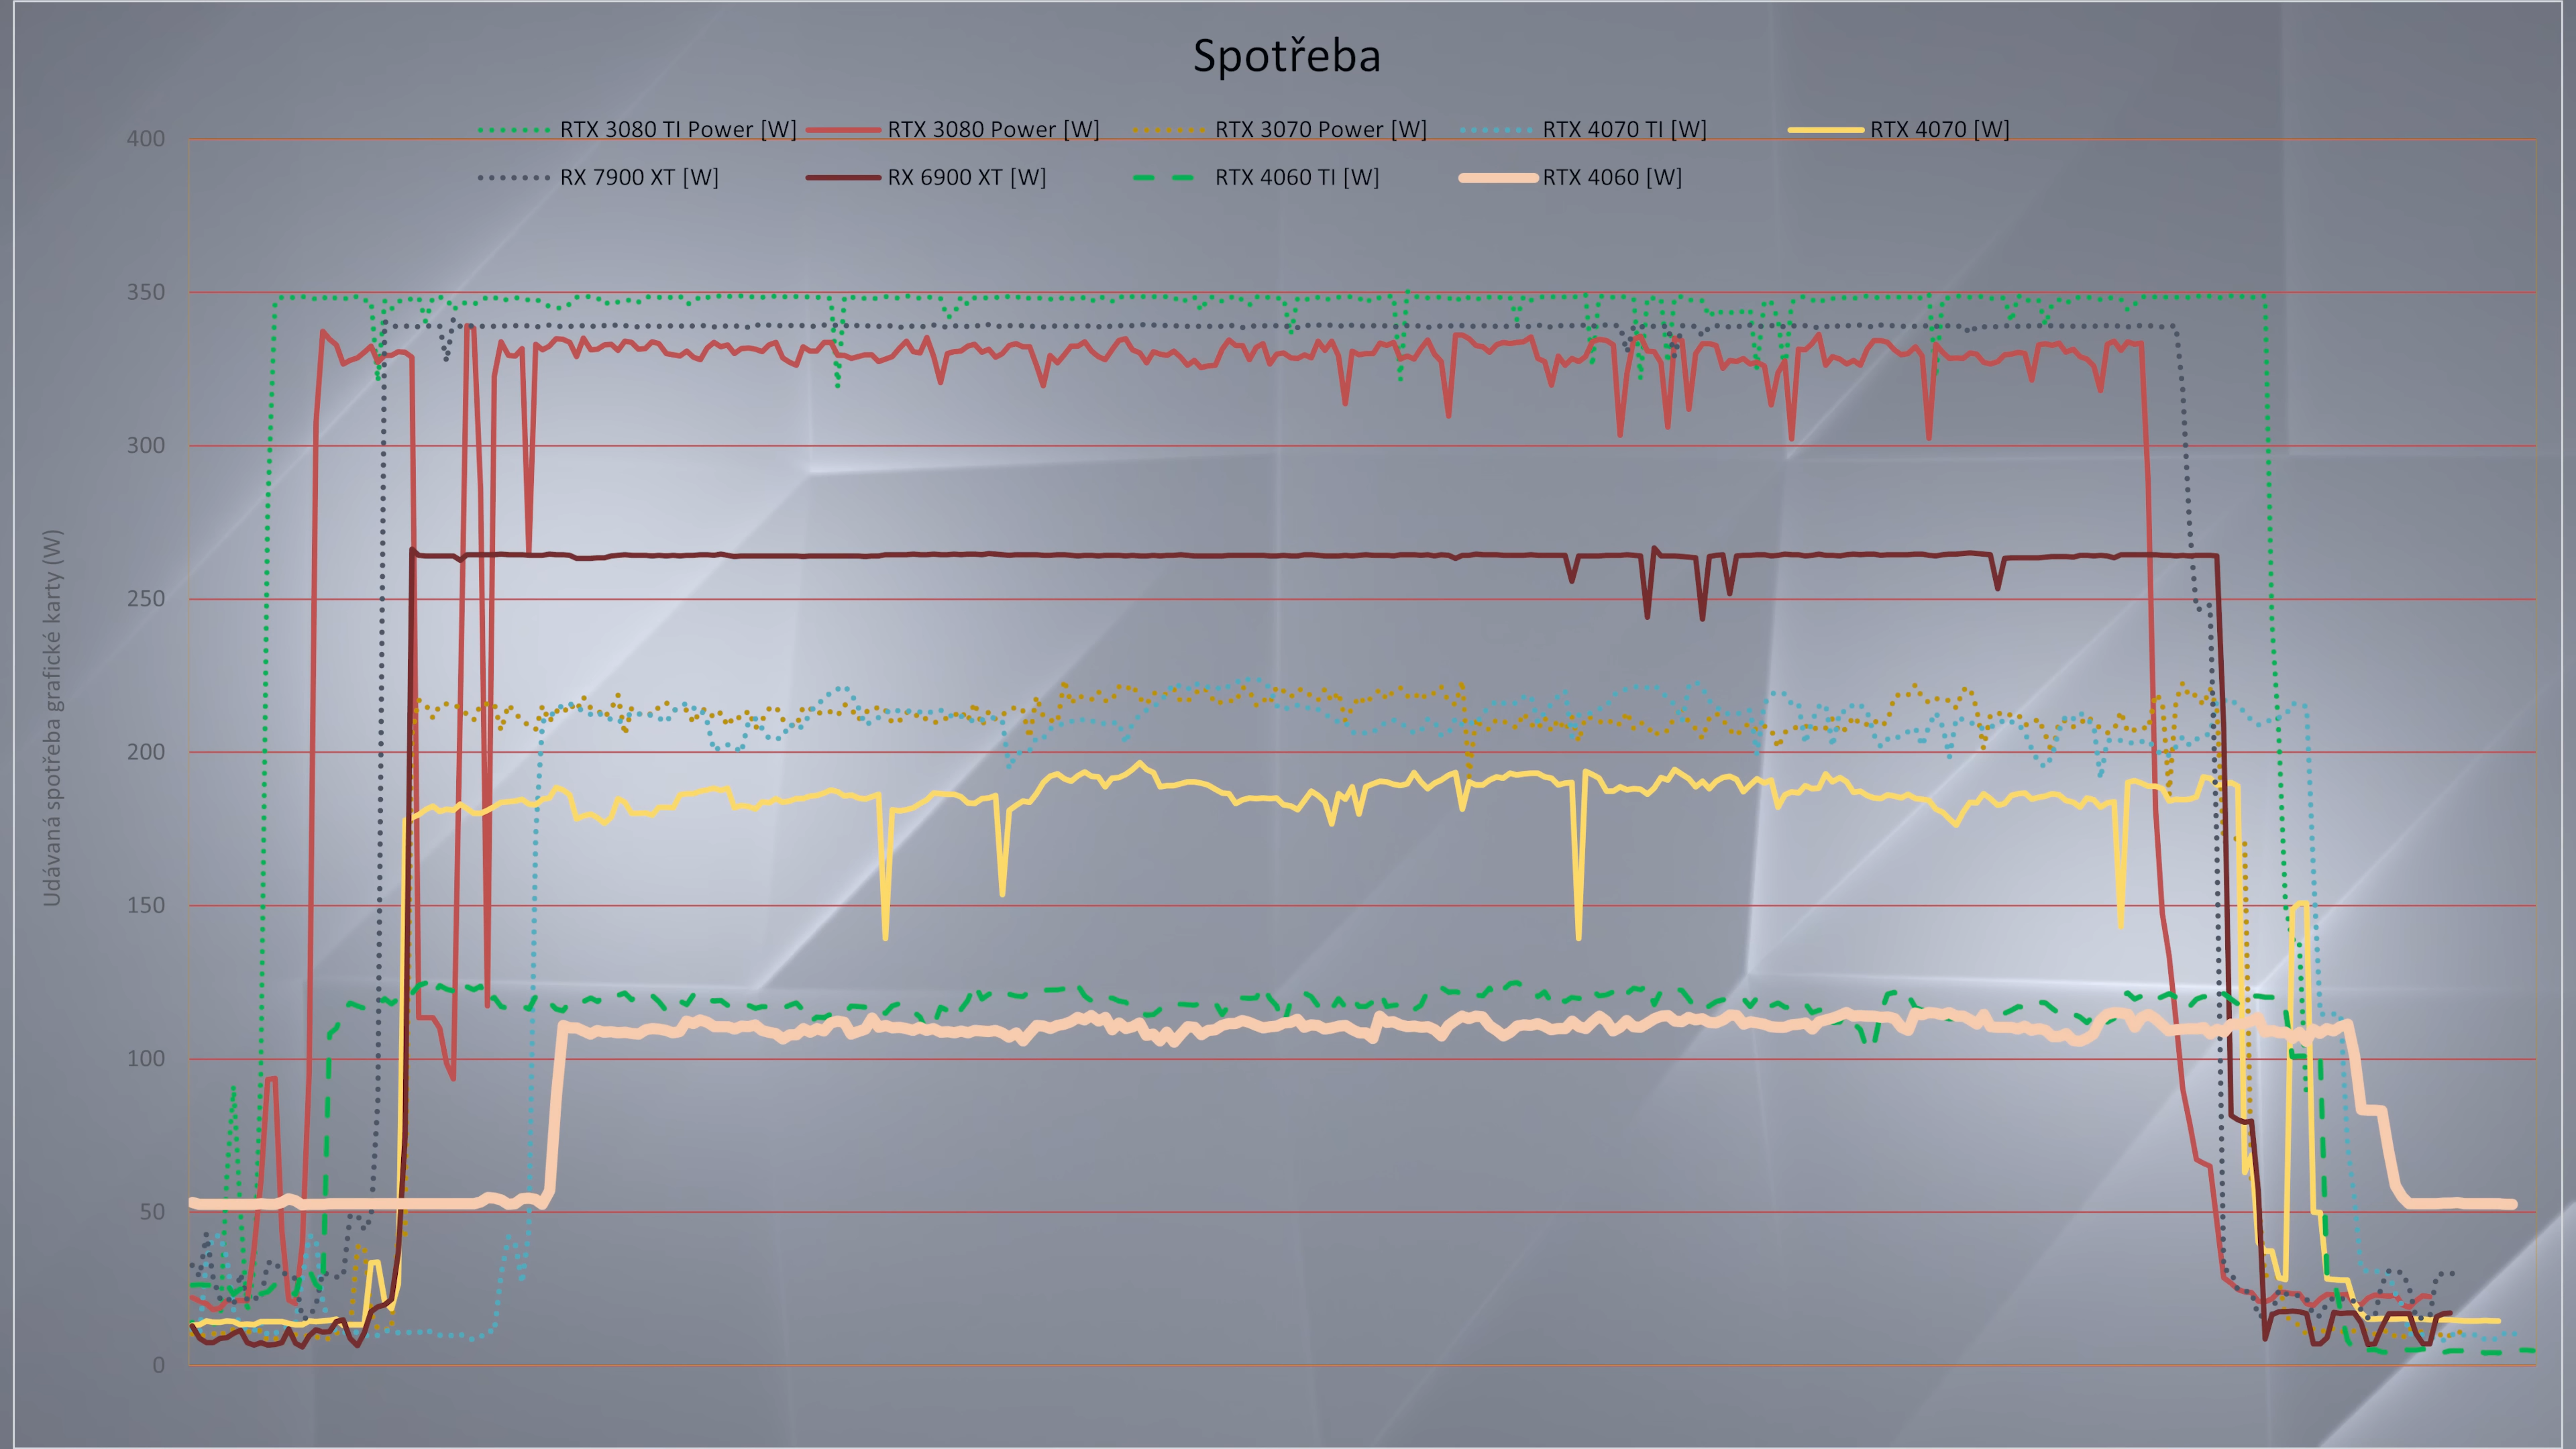 Spotřeba
RTX 3080 TI Power [W] RTX 3080 Power [W] RTX 3070 Power [W] RTX 4070 TI [W] RTX 4070 [W]
RX 7900 XT [W] RX 6900 XT [W] RTX 4060 TI [W] RTX 4060 [W]
Udávaná spotřeba grafické karty (W)
400
350
300
250
200
150
100
50
0